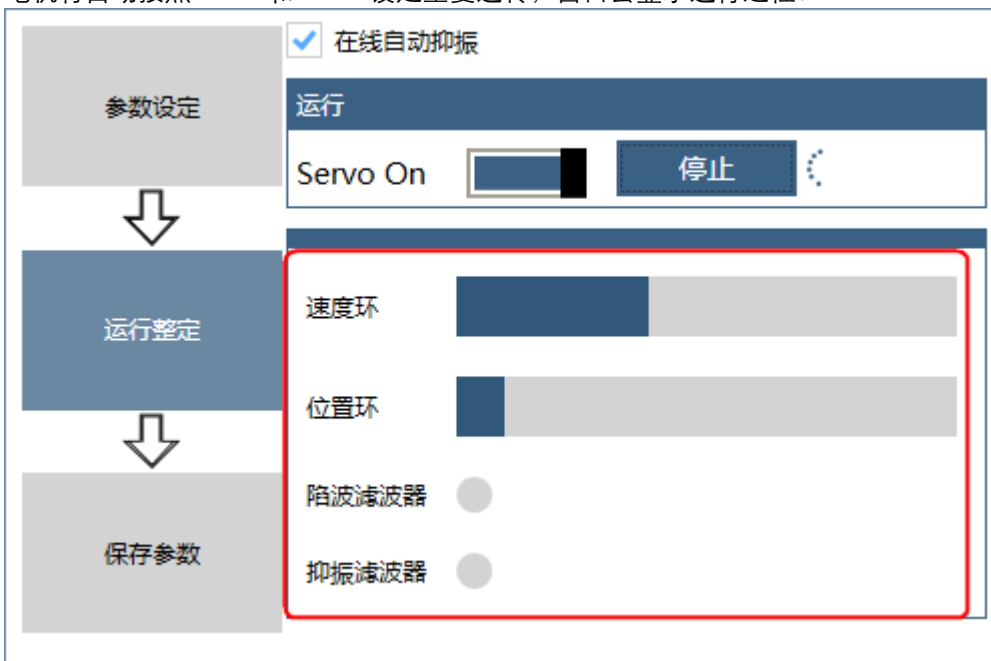 在线自动抑振
参数设定
运行
Servo On
停止
速度环
运行整定
位置环
陷波滤波器
保存参数
抑振滤波器